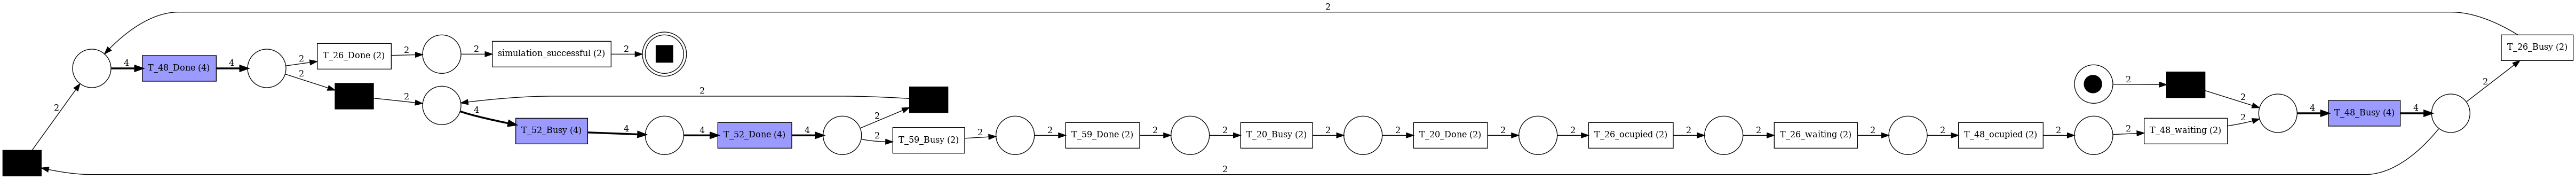 2
T_48_Done (4)
T_26_Done (2)
simulation_successful (2)
T_26_Busy (2)
4
4
2
2
2
2
2
2
2
2
2
4
T_52_Busy (4)
4
4
T_52_Done (4)
4
2
2
T_59_Busy (2)
2
2
T_59_Done (2)
2
2
T_20_Busy (2)
2
2
T_20_Done (2)
2
2
T_26_ocupied (2)
2
2
T_26_waiting (2)
2
2
T_48_ocupied (2)
2
2
T_48_waiting (2)
2
2
2
4
T_48_Busy (4)
4
2
2